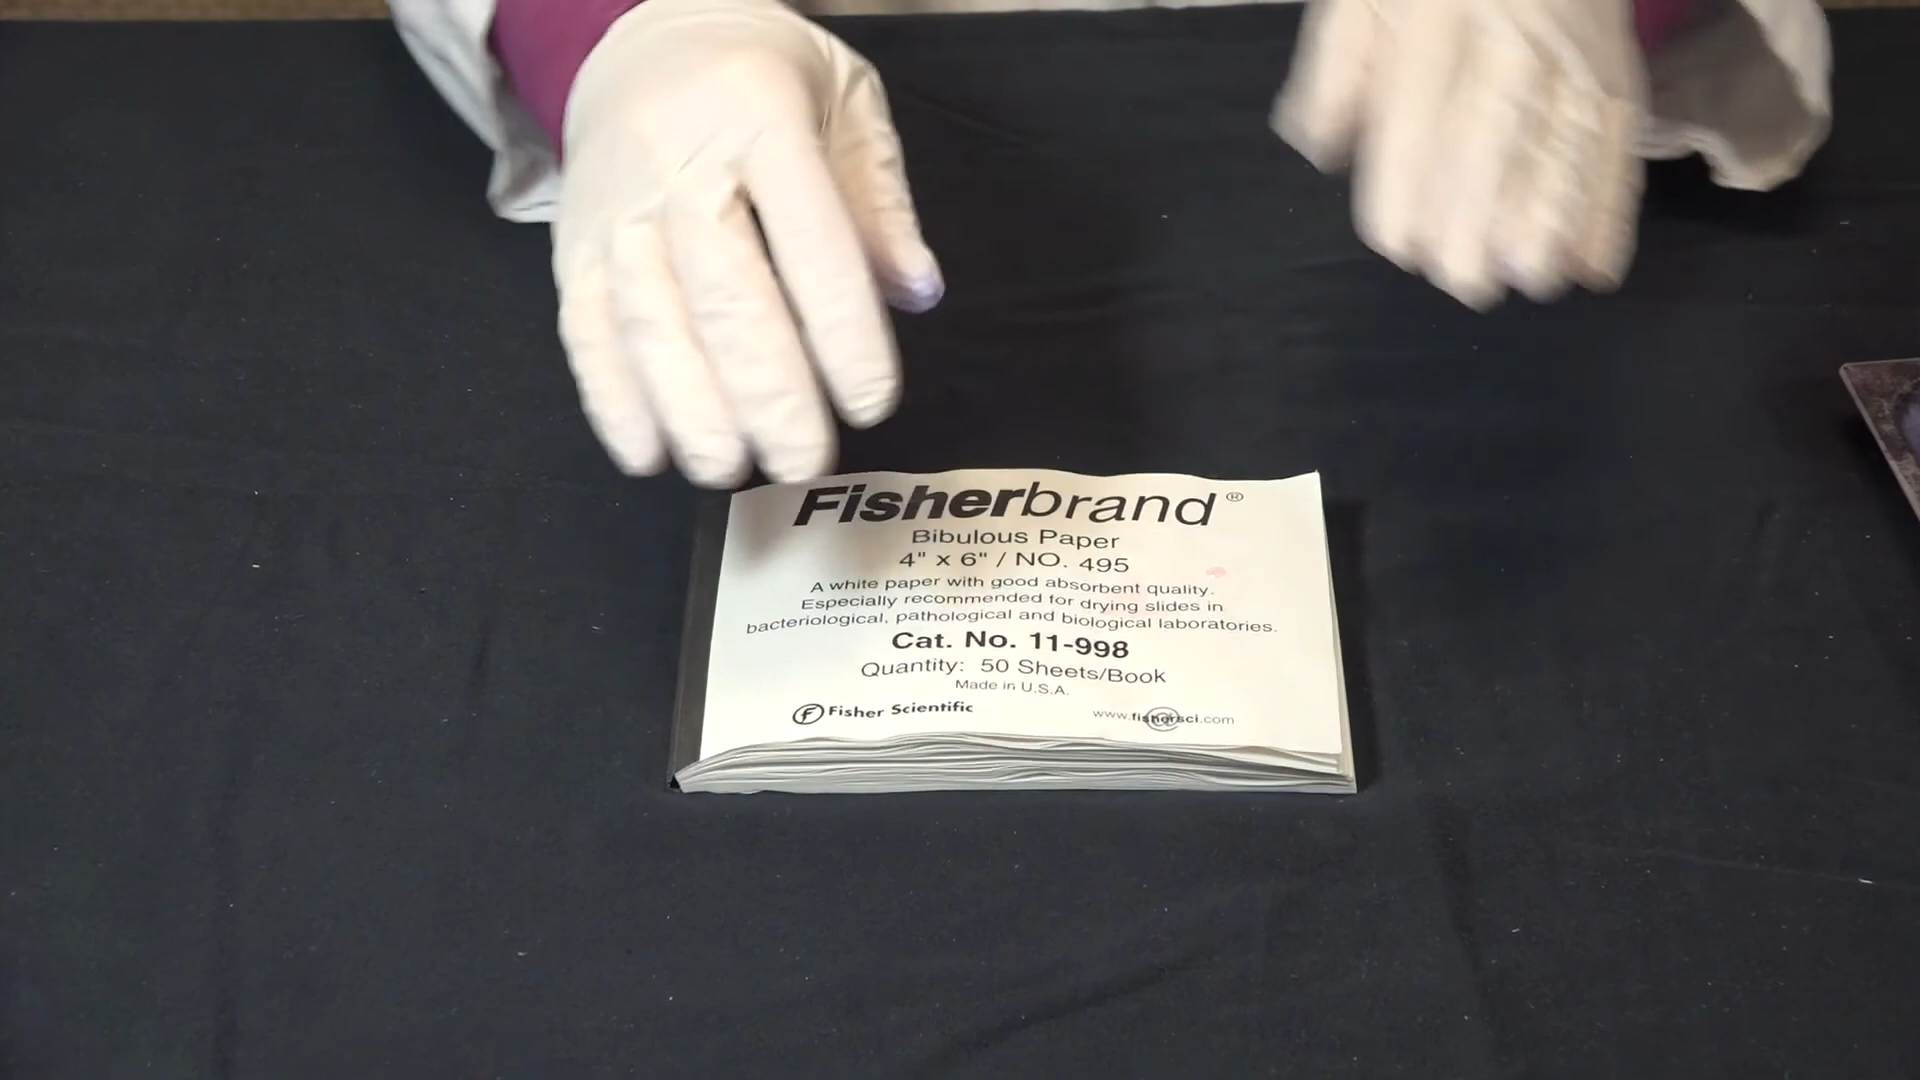 Fisherbrand®
Bibulous Paper
4" x 6" / NO. 495
A white paper with good absorbent quality.
Especially recommended for drying slides in
bacteriological, pathological and biological laboratories.
Cat. No. 11-998
Quantity: 50 Sheets/Book
Made in U.S.A.
f Fisher Scientific
www.fishersci.com